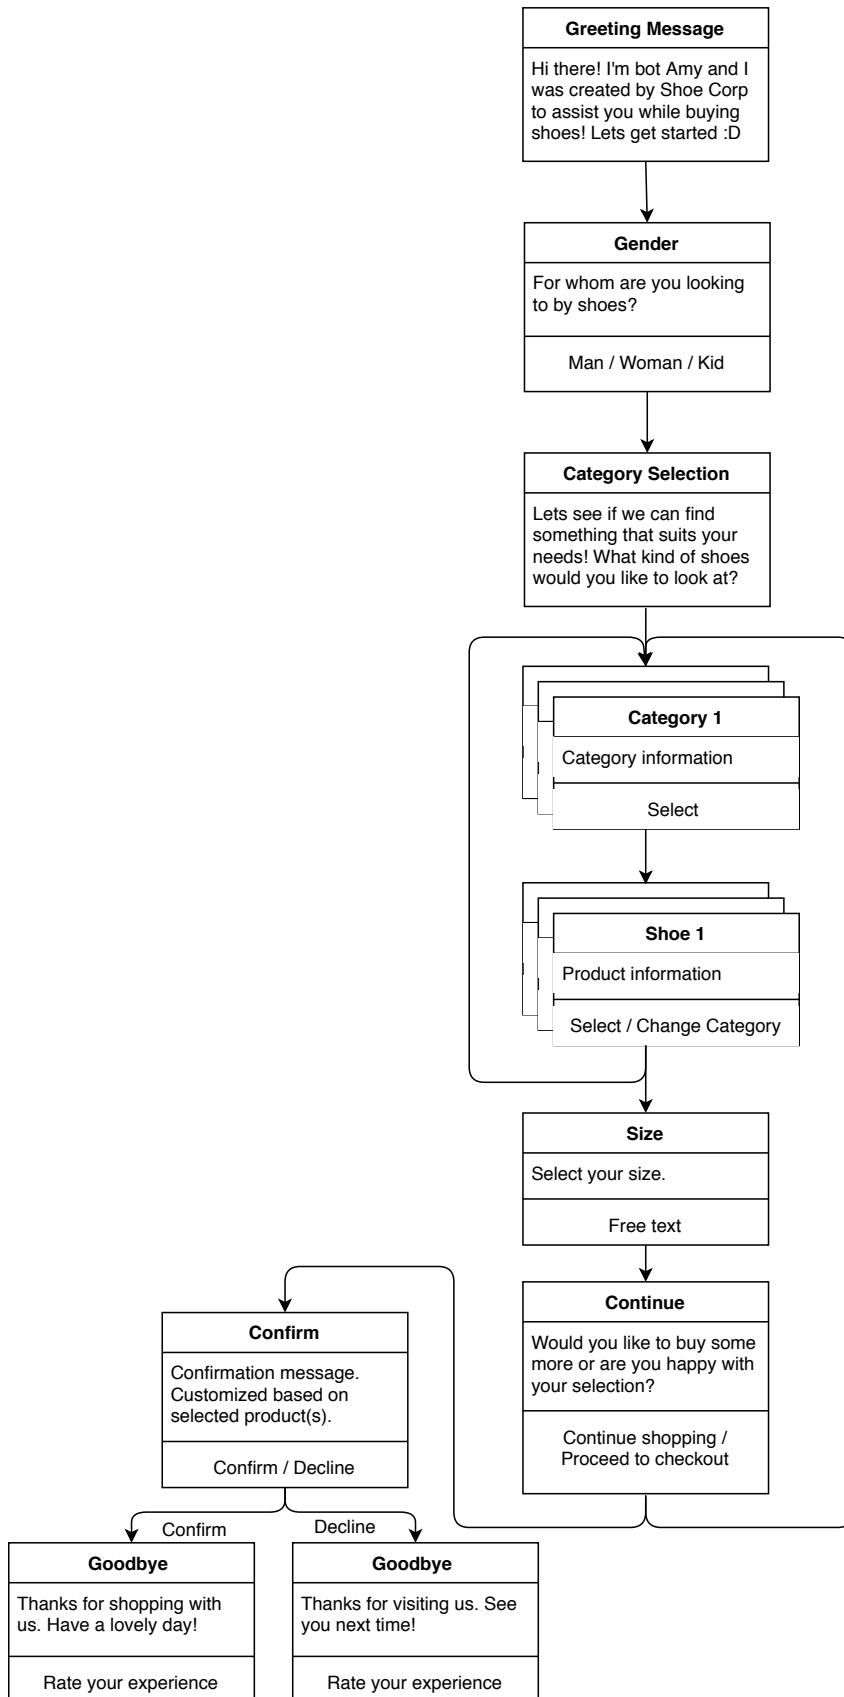 Greeting Message
Hi there! I'm bot Amy and I
was created by Shoe Corp
to assist you while buying
shoes! Lets get started :D
Gender
For whom are you looking
to by shoes?
Man / Woman / Kid
Category Selection
Lets see if we can find
something that suits your
needs! What kind of shoes
would you like to look at?
Category 1
Category information
Select
Shoe 1
Product information
Select / Change Category
Size
Select your size.
Free text
Continue
Would you like to buy some
more or are you happy with
your selection?
Continue shopping /
Proceed to checkout
Confirm
Confirmation message.
Customized based on
selected product(s).
Confirm / Decline
Confirm
Decline
Goodbye
Thanks for shopping with
us. Have a lovely day!
Rate your experience
Goodbye
Thanks for visiting us. See
you next time!
Rate your experience